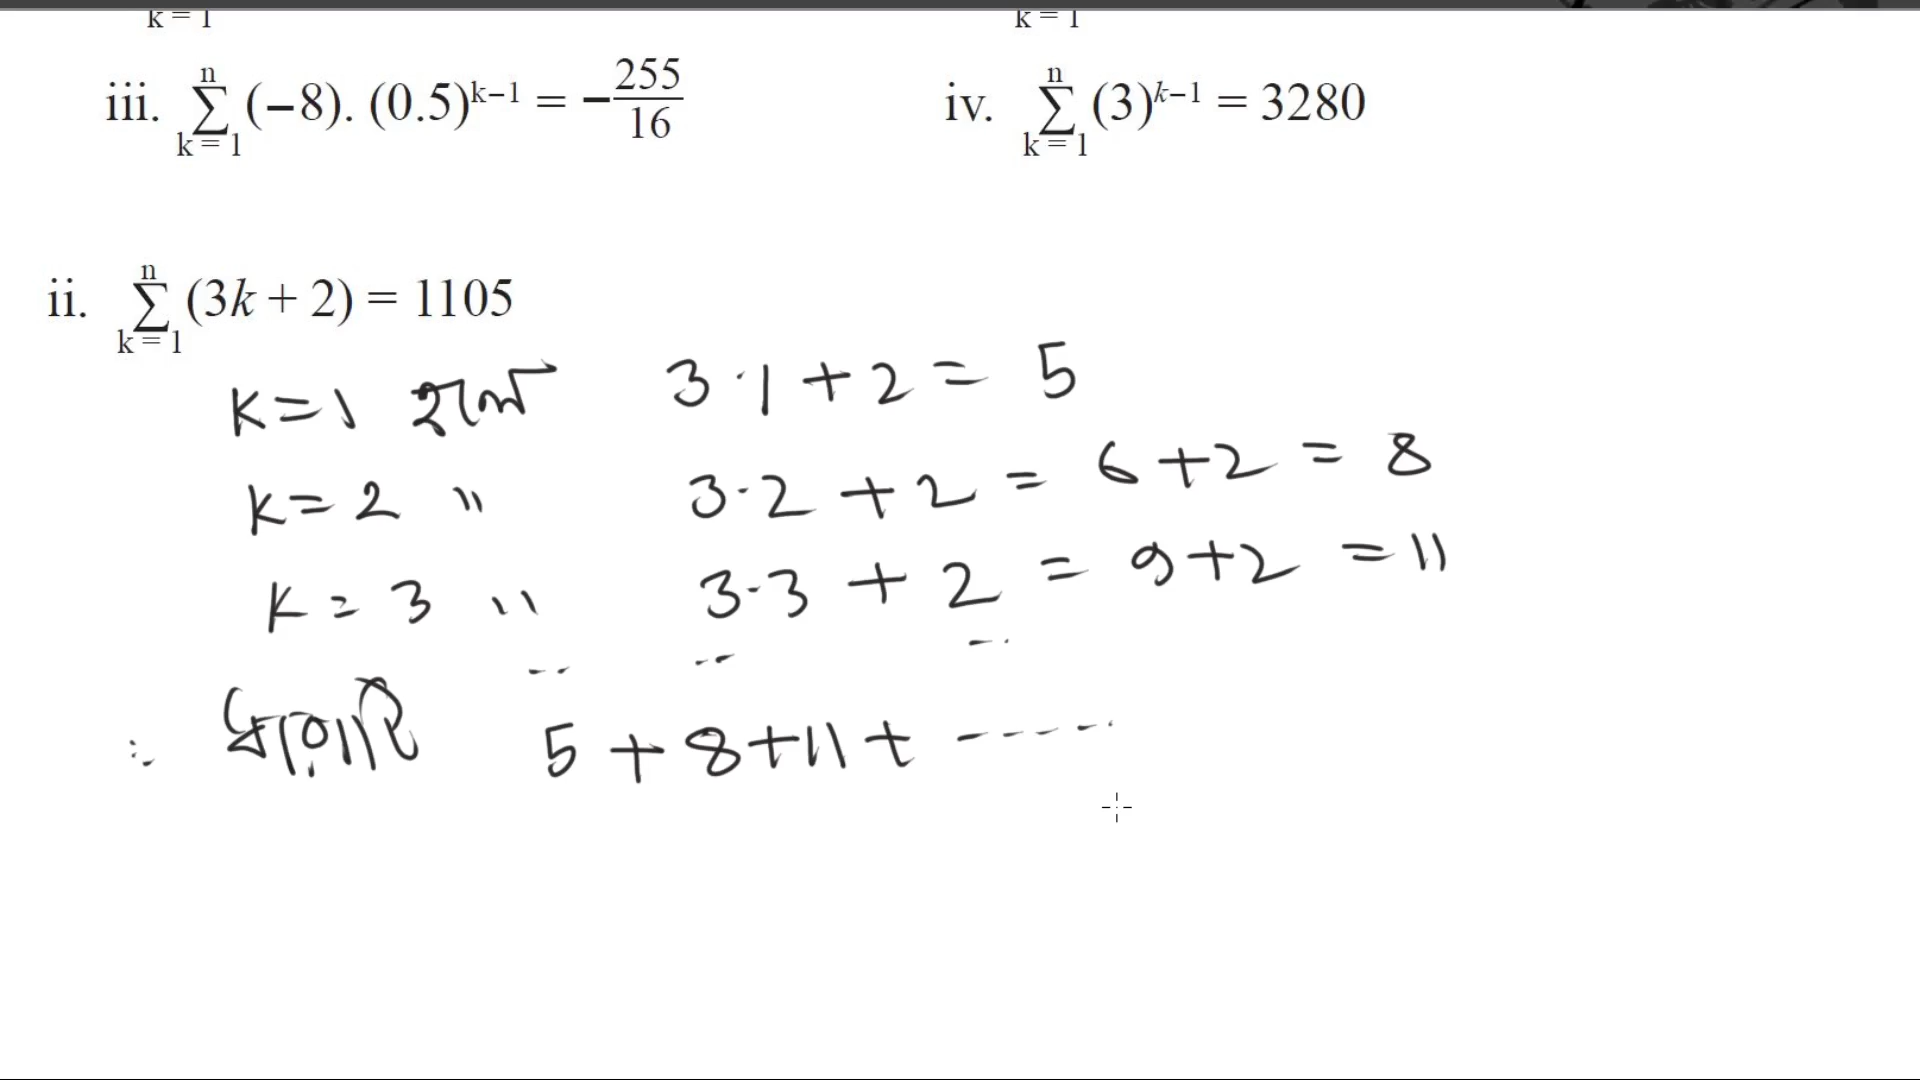 k = 1 k = 1
iii. n ∑ k = 1 (−8). (0.5)^{k−1} = −255/16 iv. n ∑ k = 1 (3)^{k−1} = 3280
ii. n ∑ k = 1 (3k + 2) = 1105
K=1 হলে 3·1+2 = 5
K=2 " 3·2+2 = 6+2 = 8
K=3 " 3·3+2 = 9+2 = 11
-- -- --
∴ 5+8+11+ -----